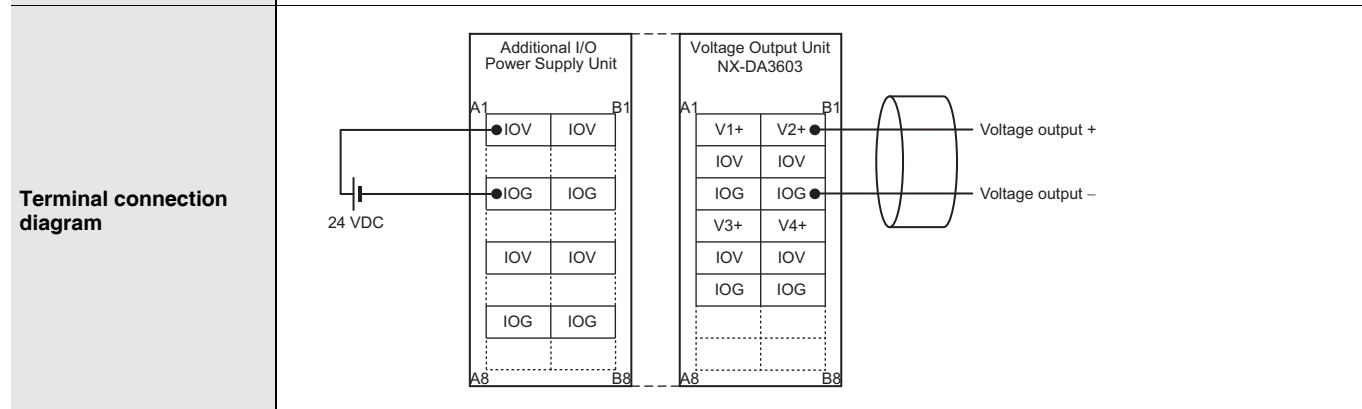 Terminal connection
diagram
24 VDC
Additional I/O
Power Supply Unit
A1 B1
IOV IOV
IOG IOG
IOV IOV
IOG IOG
A8 B8
Voltage Output Unit
NX-DA3603
A1 B1
V1+ V2+
IOV IOV
IOG IOG
V3+ V4+
IOV IOV
IOG IOG
A8 B8
Voltage output +
Voltage output –